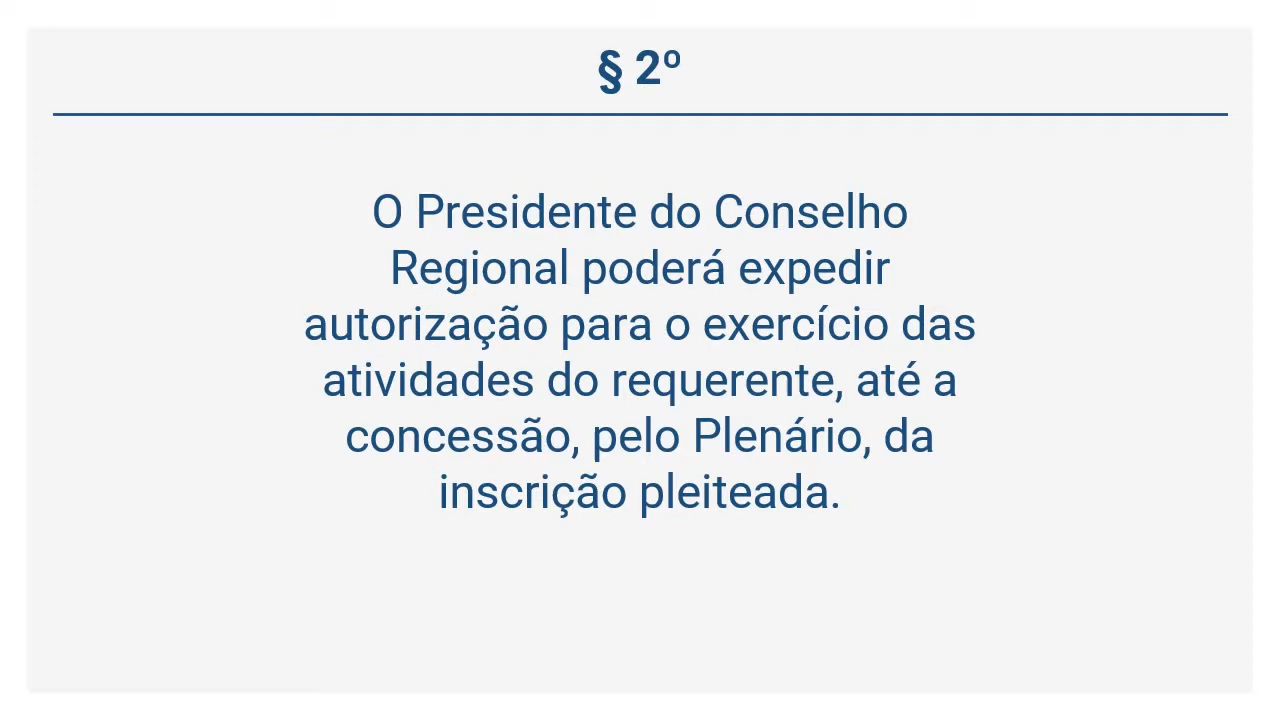 § 2º
O Presidente do Conselho
Regional poderá expedir
autorização para o exercício das
atividades do requerente, até a
concessão, pelo Plenário, da
inscrição pleiteada.